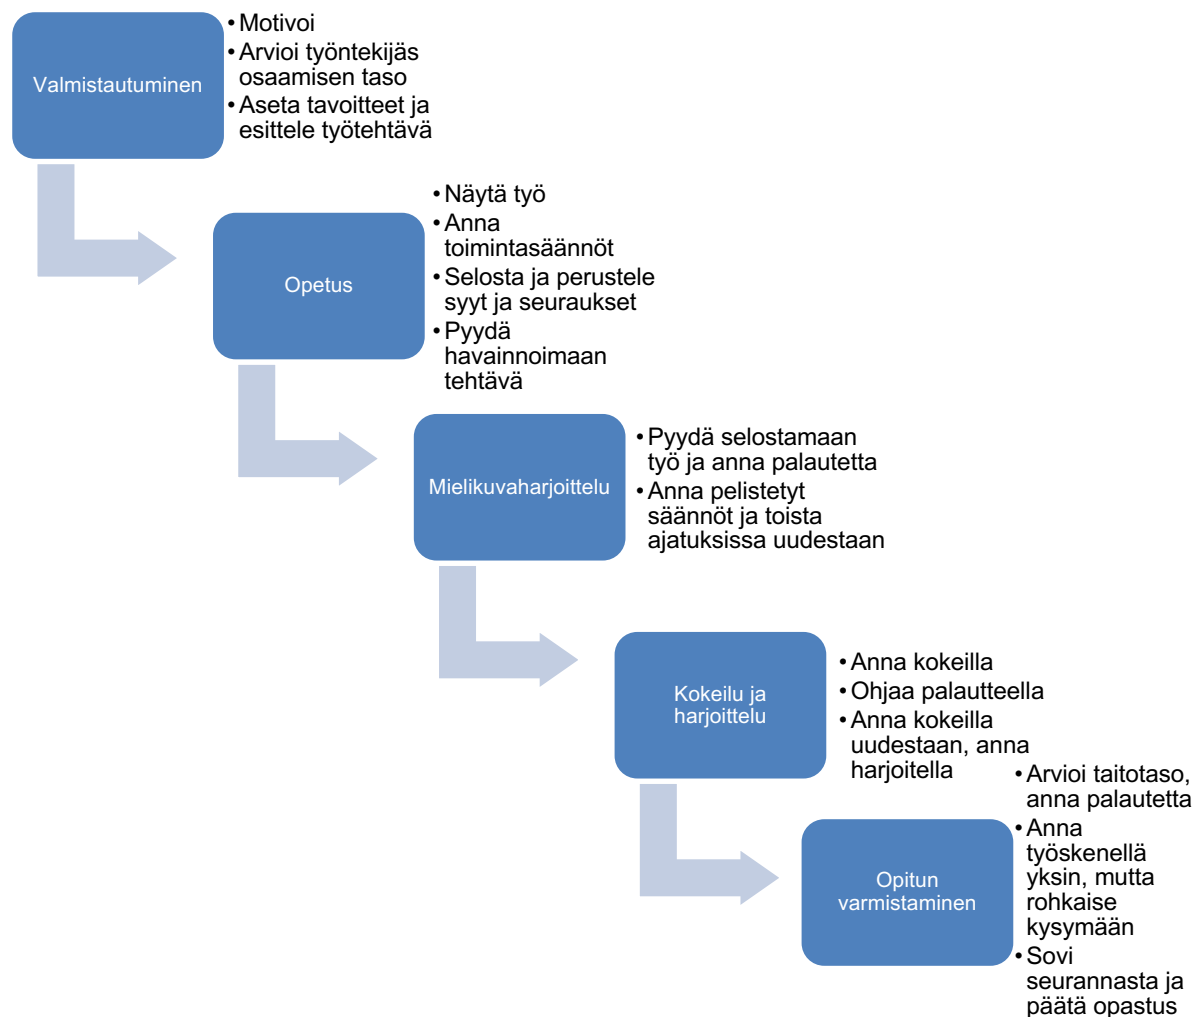 Valmistautuminen
• Motivoi
• Arvioi työntekijäs
osaamisen taso
• Aseta tavoitteet ja
esittele työtehtävä
Opetus
• Näytä työ
• Anna
toimintasäännöt
• Selosta ja perustele
syyt ja seuraukset
• Pyydä
havainnoimaan
tehtävä
Mielikuvaharjoittelu
• Pyydä selostamaan
työ ja anna palautetta
• Anna pelistetyt
säännöt ja toista
ajatuksissa uudestaan
Kokeilu ja
harjoittelu
• Anna kokeilla
• Ohjaa palautteella
• Anna kokeilla
uudestaan, anna
harjoitella
Opitun
varmistaminen
• Arvioi taitotaso,
anna palautetta
• Anna
työskenellä
yksin, mutta
rohkaise
kysymään
• Sovi
seurannasta ja
päätä opastus